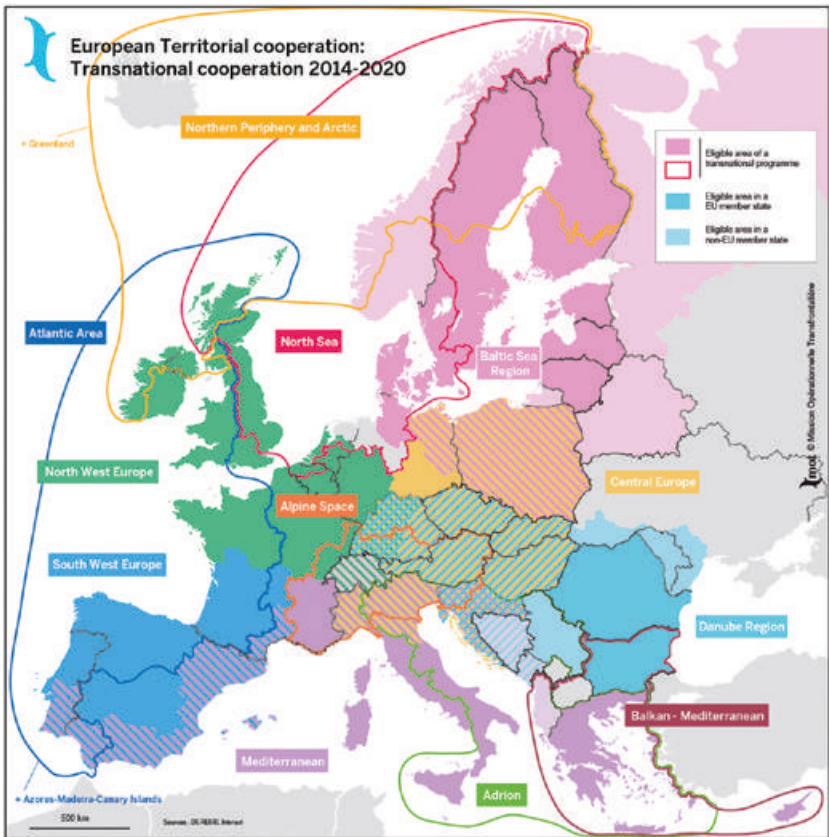 European Territorial cooperation:
Transnational cooperation 2014-2020
Northern Periphery and Arctic
+ Greenland
Eligible area of a
transnational programme
Eligible area in a
EU member state
Eligible area in a
non-EU member state
Atlantic Area
North Sea
Baltic Sea
Region
© Mission Opérationnelle Transfrontalière
North West Europe
Central Europe
Alpine Space
South West Europe
Danube Region
Balkan - Mediterranean
Mediterranean
Adrion
+ Azoras-Madeira-Canary Islands
500 km
Sources: